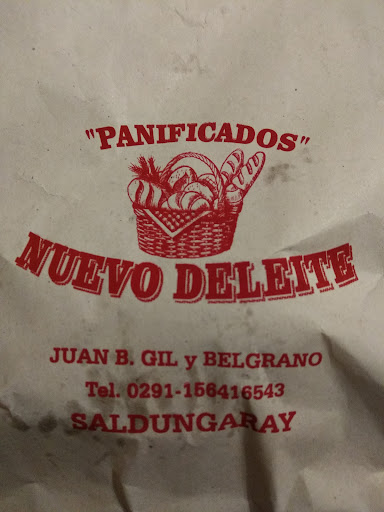 "PANIFICADOS"
NUEVO DELEITE
JUAN B. GIL y BELGRANO
Tel. 0291-156416543
SALDUNGARAY